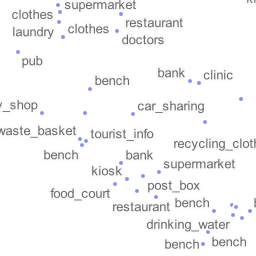 supermarket
clothes
restaurant
laundry
clothes
doctors
pub
bank
clinic
bench
y_shop
car_sharing
waste_basket
tourist_info
recycling_cloth
bench
bank
supermarket
kiosk
post_box
food_court
restaurant
bench
drinking_water
bench
bench